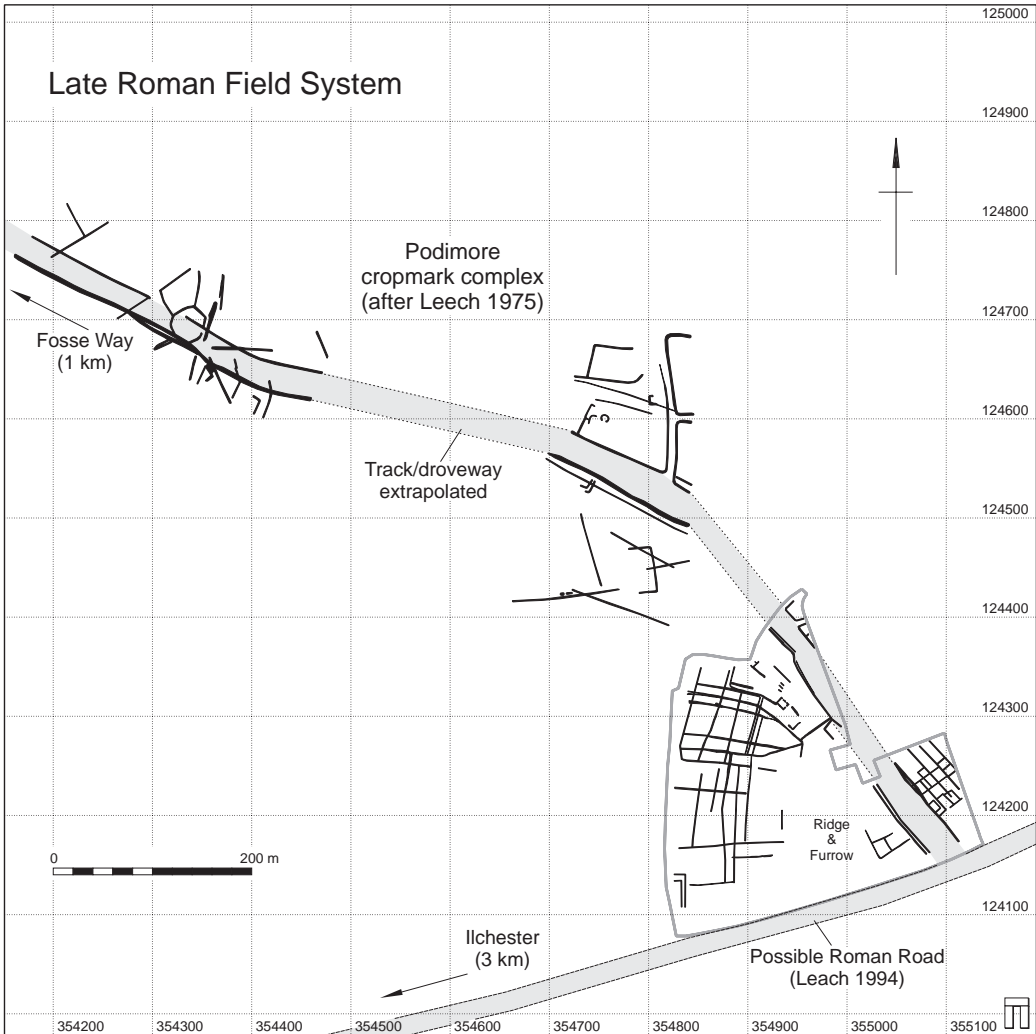 125000
Late Roman Field System
124900
124800
Podimore
cropmark complex
(after Leech 1975)
124700
Fosse Way
(1 km)
124600
Track/droveway
extrapolated
124500
124400
124300
124200
Ridge
&
Furrow
0 200 m
124100
Ilchester
(3 km)
Possible Roman Road
(Leach 1994)
354200 354300 354400 354500 354600 354700 354800 354900 355000 355100